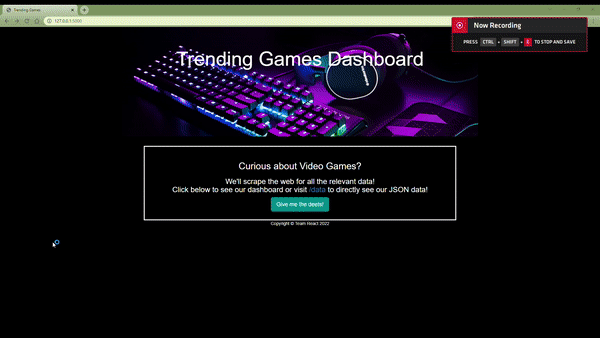 Trending Games
127.0.0.1:5000
Now Recording
PRESS CTRL + SHIFT + S TO STOP AND SAVE
Trending Games Dashboard
Curious about Video Games?
We'll scrape the web for all the relevant data!
Click below to see our dashboard or visit /data to directly see our JSON data!
Give me the deets!
Copyright © Team React 2022